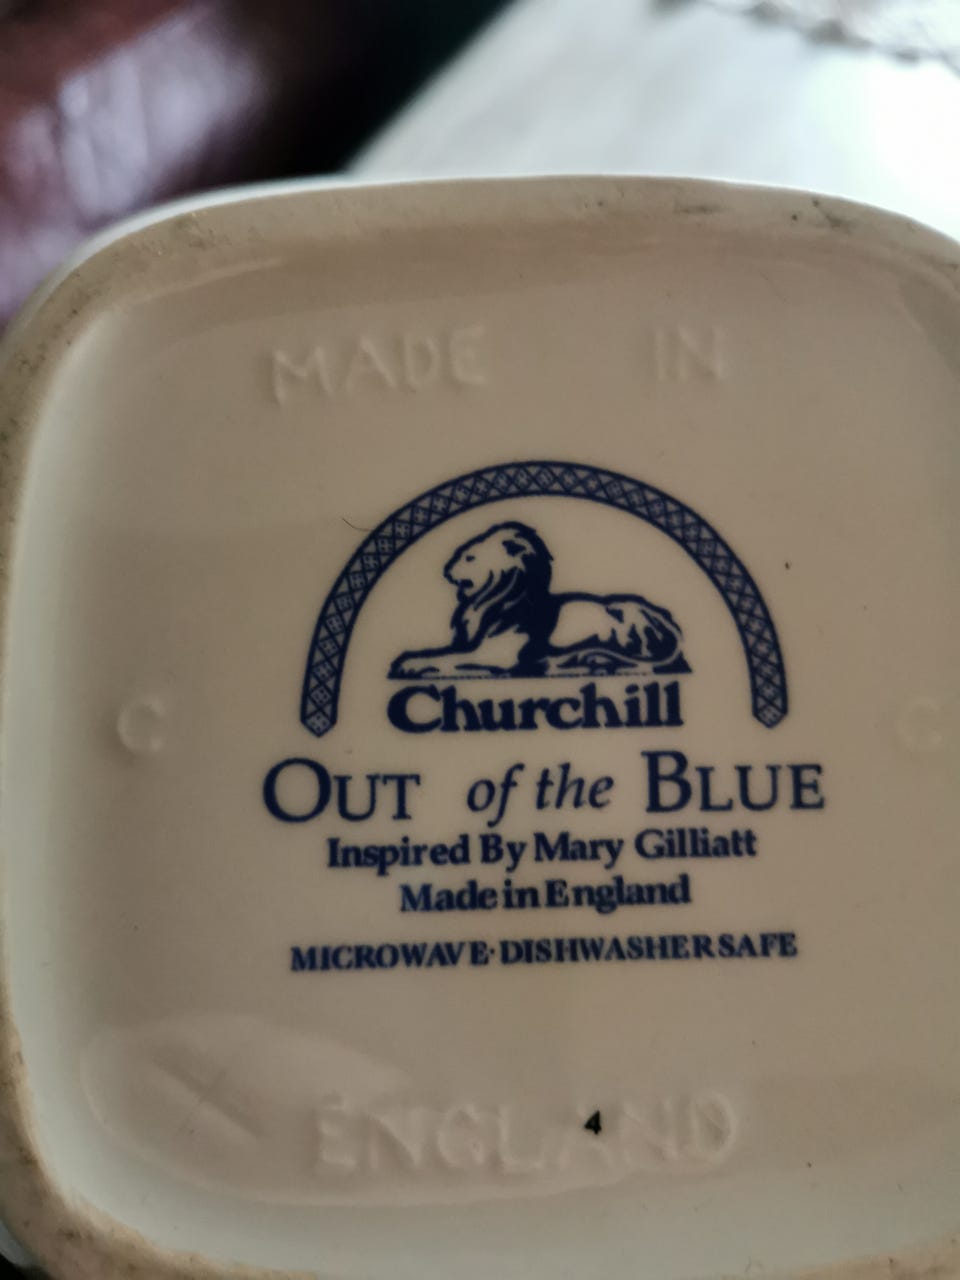 MADE IN
Churchill
C C
OUT of the BLUE
Inspired By Mary Gilliatt
Made in England
MICROWAVE·DISHWASHER SAFE
ENGLAND
4